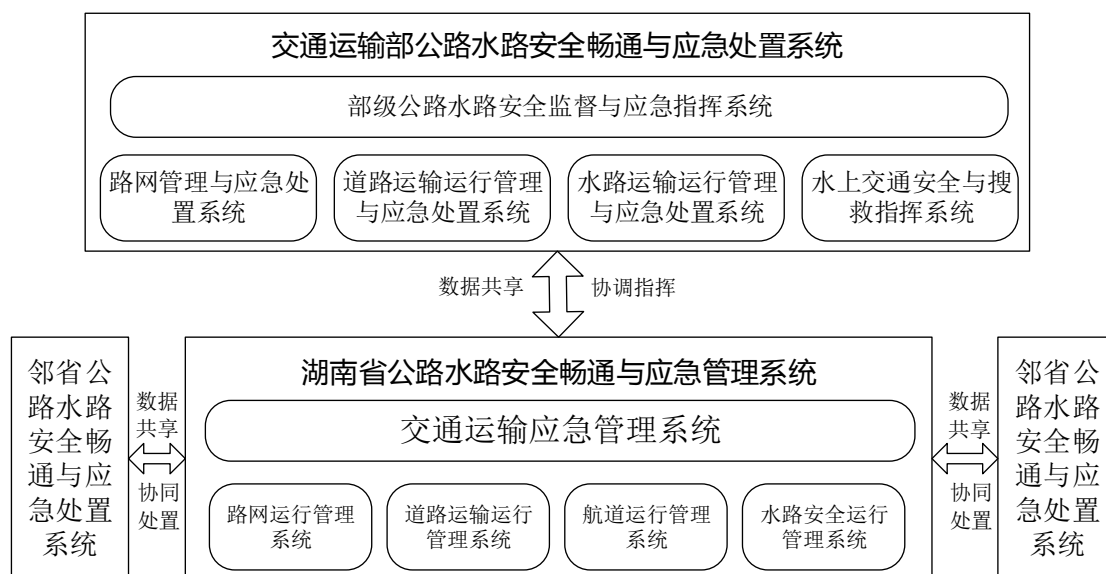 交通运输部公路水路安全畅通与应急处置系统
部级公路水路安全监督与应急指挥系统
路网管理与应急处
置系统
道路运输运行管理
与应急处置系统
水路运输运行管理
与应急处置系统
水上交通安全与搜
救指挥系统
数据共享
协调指挥
邻省公
路水路
安全畅
通与应
急处置
系统
数据
共享
协同
处置
湖南省公路水路安全畅通与应急管理系统
交通运输应急管理系统
路网运行管理
系统
道路运输运行
管理系统
航道运行管理
系统
水路安全运行
管理系统
数据
共享
协同
处置
邻省公
路水路
安全畅
通与应
急处置
系统